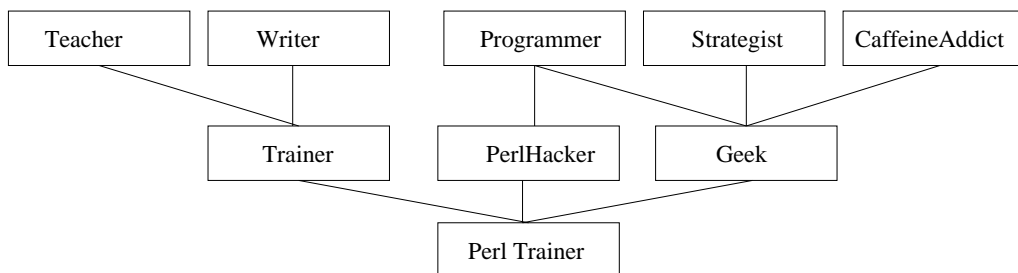 Teacher
Writer
Programmer
Strategist
CaffeineAddict
Trainer
PerlHacker
Geek
Perl Trainer